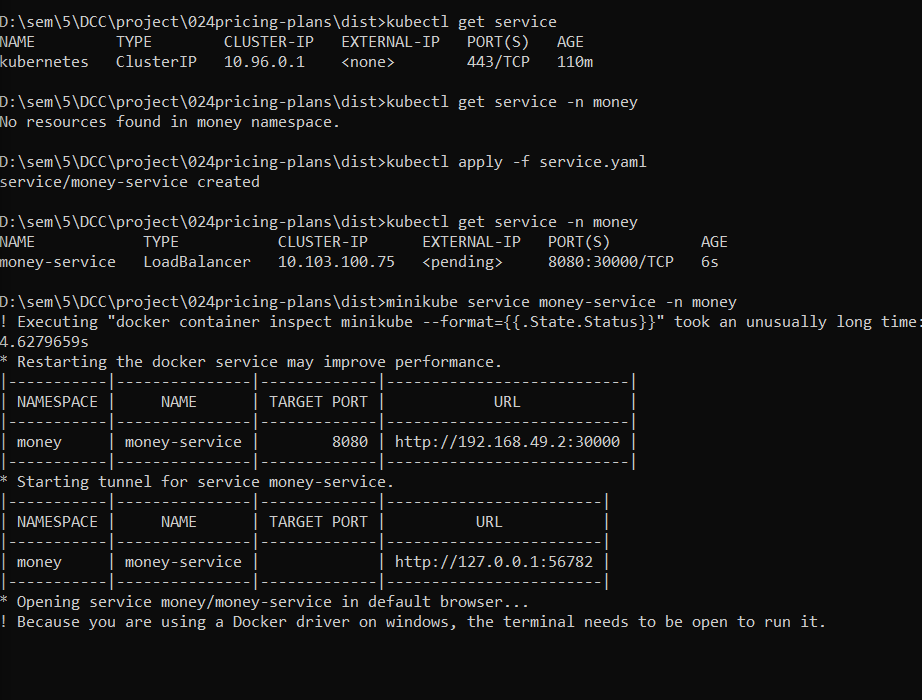 D:\sem\5\DCC\project\024pricing-plans\dist>kubectl get service
NAME         TYPE        CLUSTER-IP   EXTERNAL-IP   PORT(S)   AGE
kubernetes   ClusterIP   10.96.0.1    <none>        443/TCP   110m
D:\sem\5\DCC\project\024pricing-plans\dist>kubectl get service -n money
No resources found in money namespace.
D:\sem\5\DCC\project\024pricing-plans\dist>kubectl apply -f service.yaml
service/money-service created
D:\sem\5\DCC\project\024pricing-plans\dist>kubectl get service -n money
NAME            TYPE           CLUSTER-IP      EXTERNAL-IP   PORT(S)          AGE
money-service   LoadBalancer   10.103.100.75   <pending>     8080:30000/TCP   6s
D:\sem\5\DCC\project\024pricing-plans\dist>minikube service money-service -n money
! Executing "docker container inspect minikube --format={{.State.Status}}" took an unusually long time:
4.6279659s
* Restarting the docker service may improve performance.
|-----------|---------------|-------------|---------------------------|
| NAMESPACE |     NAME      | TARGET PORT |            URL            |
|-----------|---------------|-------------|---------------------------|
| money     | money-service |        8080 | http://192.168.49.2:30000 |
|-----------|---------------|-------------|---------------------------|
* Starting tunnel for service money-service.
|-----------|---------------|-------------|------------------------|
| NAMESPACE |     NAME      | TARGET PORT |          URL           |
|-----------|---------------|-------------|------------------------|
| money     | money-service |             | http://127.0.0.1:56782 |
|-----------|---------------|-------------|------------------------|
* Opening service money/money-service in default browser...
! Because you are using a Docker driver on windows, the terminal needs to be open to run it.